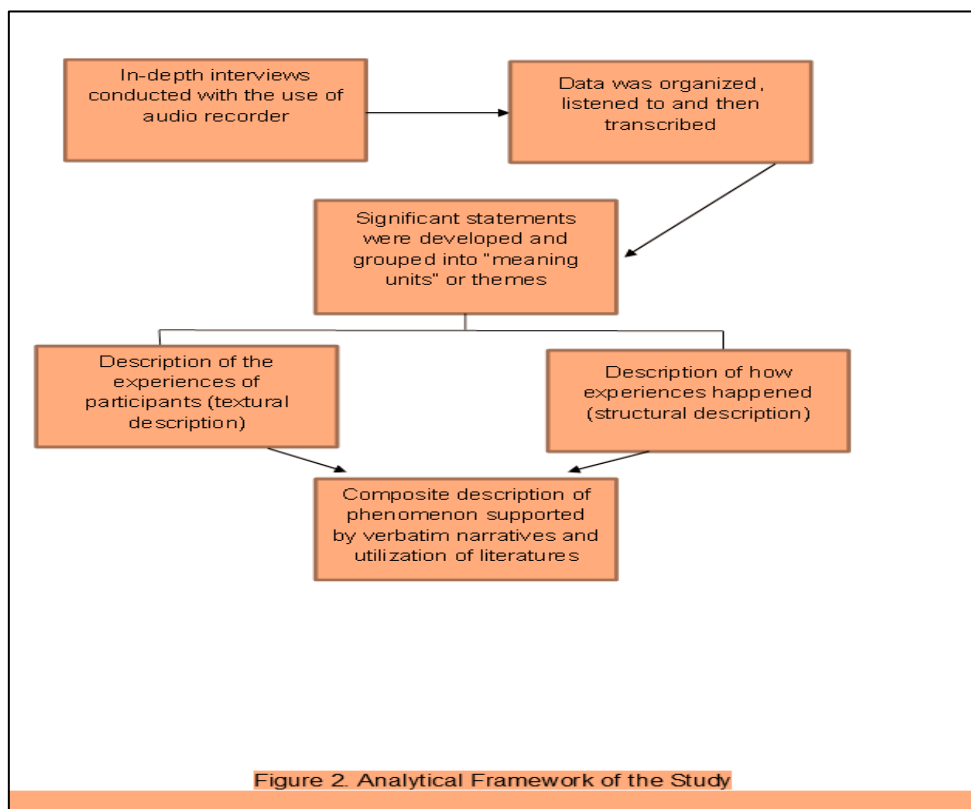 In-depth interviews
conducted with the use of
audio recorder
Data was organized,
listened to and then
transcribed
Significant statements
were developed and
grouped into "meaning
units" or themes
Description of the
experiences of
participants (textural
description)
Description of how
experiences happened
(structural description)
Composite description of
phenomenon supported
by verbatim narratives and
utilization of literatures
Figure 2. Analytical Framework of the Study